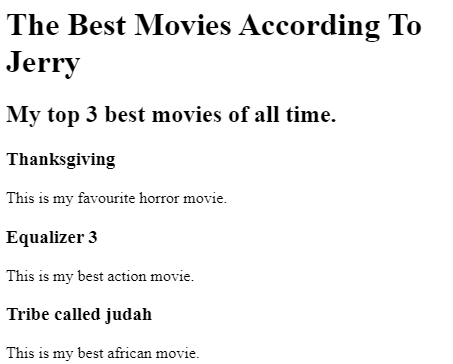 The Best Movies According To
Jerry
My top 3 best movies of all time.
Thanksgiving
This is my favourite horror movie.
Equalizer 3
This is my best action movie.
Tribe called judah
This is my best african movie.